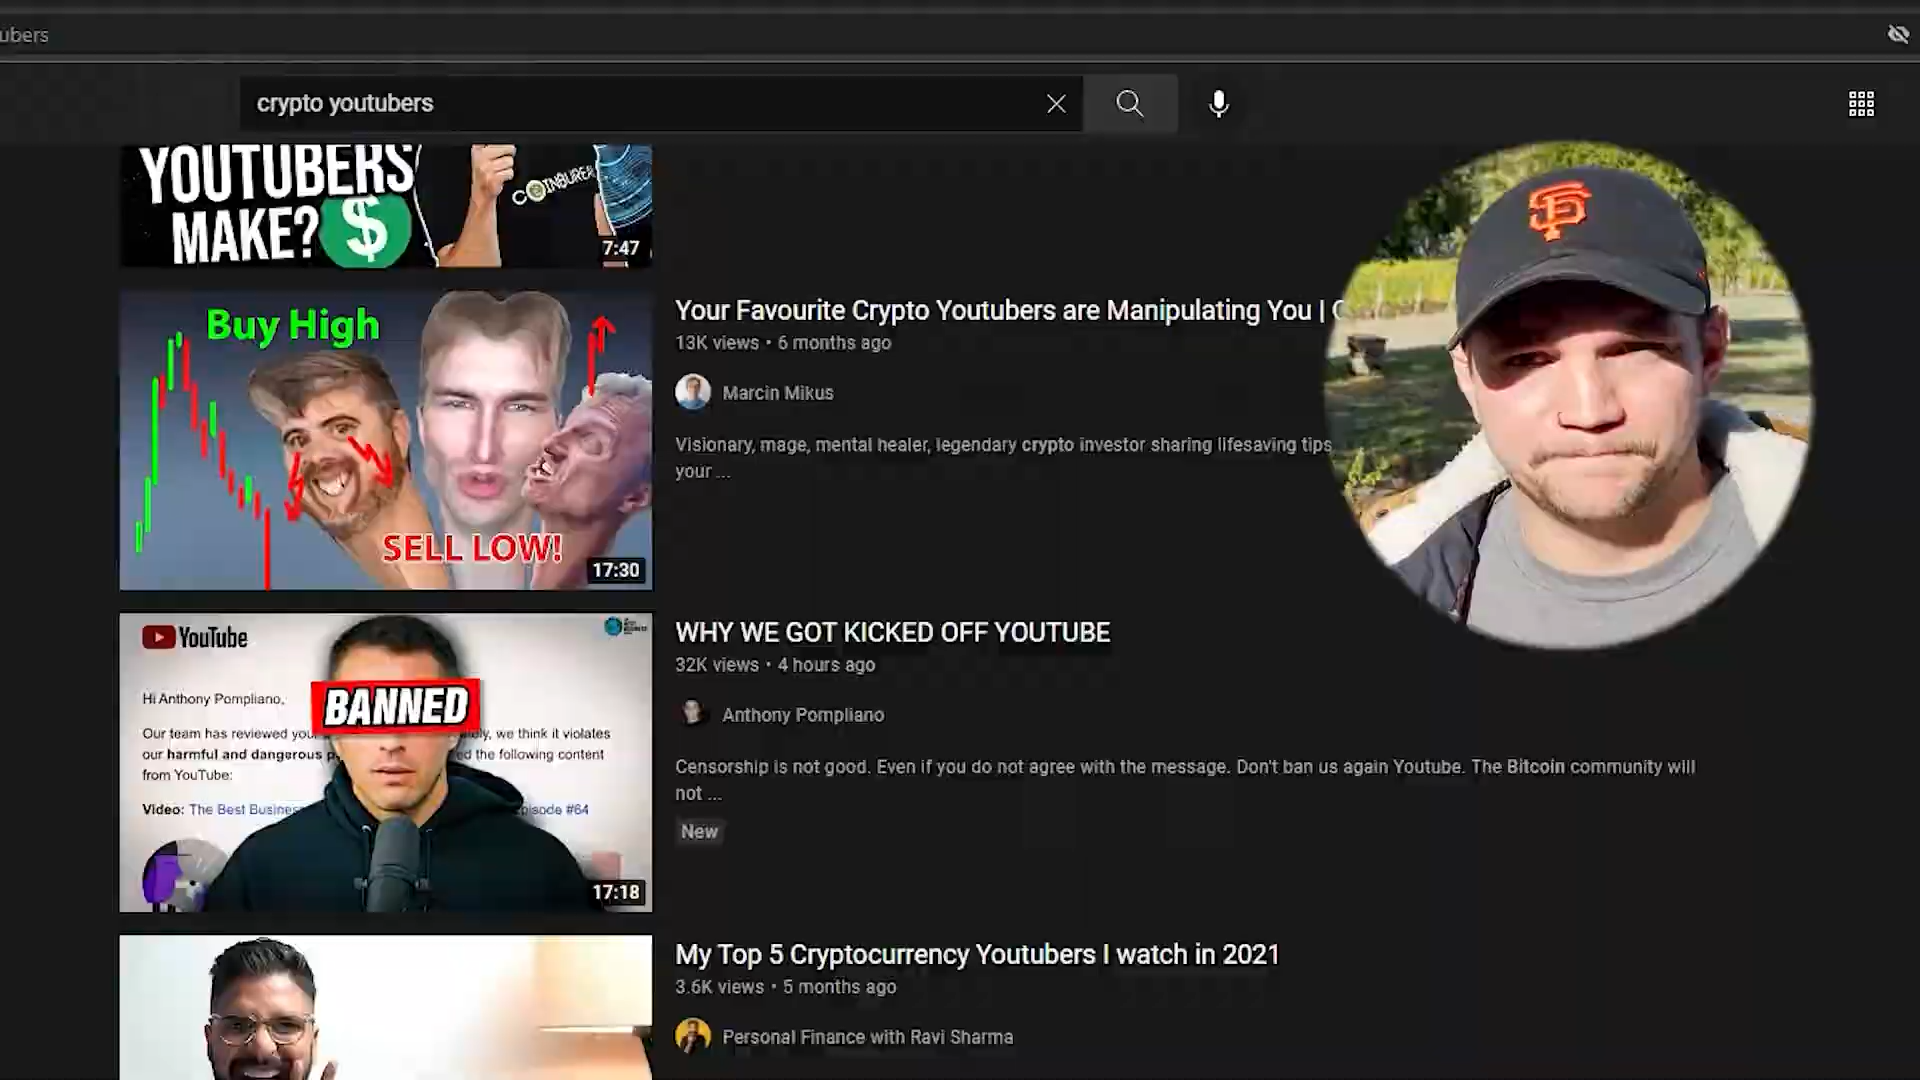 ubers
crypto youtubers
YOUTUBERS
MAKE?
$
COINBUREA
7:47
Buy High
SELL LOW!
17:30
Your Favourite Crypto Youtubers are Manipulating You |
13K views • 6 months ago
Marcin Mikus
Visionary, mage, mental healer, legendary crypto investor sharing lifesaving tips
your ...
SF
YouTube
Hi Anthony Pompliano,
BANNED
Our team has reviewed you we think it violates
our harmful and dangerous p ed the following content
from YouTube:
Video: The Best Busines pisode #64
17:18
WHY WE GOT KICKED OFF YOUTUBE
32K views • 4 hours ago
Anthony Pompliano
Censorship is not good. Even if you do not agree with the message. Don't ban us again Youtube. The Bitcoin community will
not ...
New
My Top 5 Cryptocurrency Youtubers I watch in 2021
3.6K views • 5 months ago
Personal Finance with Ravi Sharma